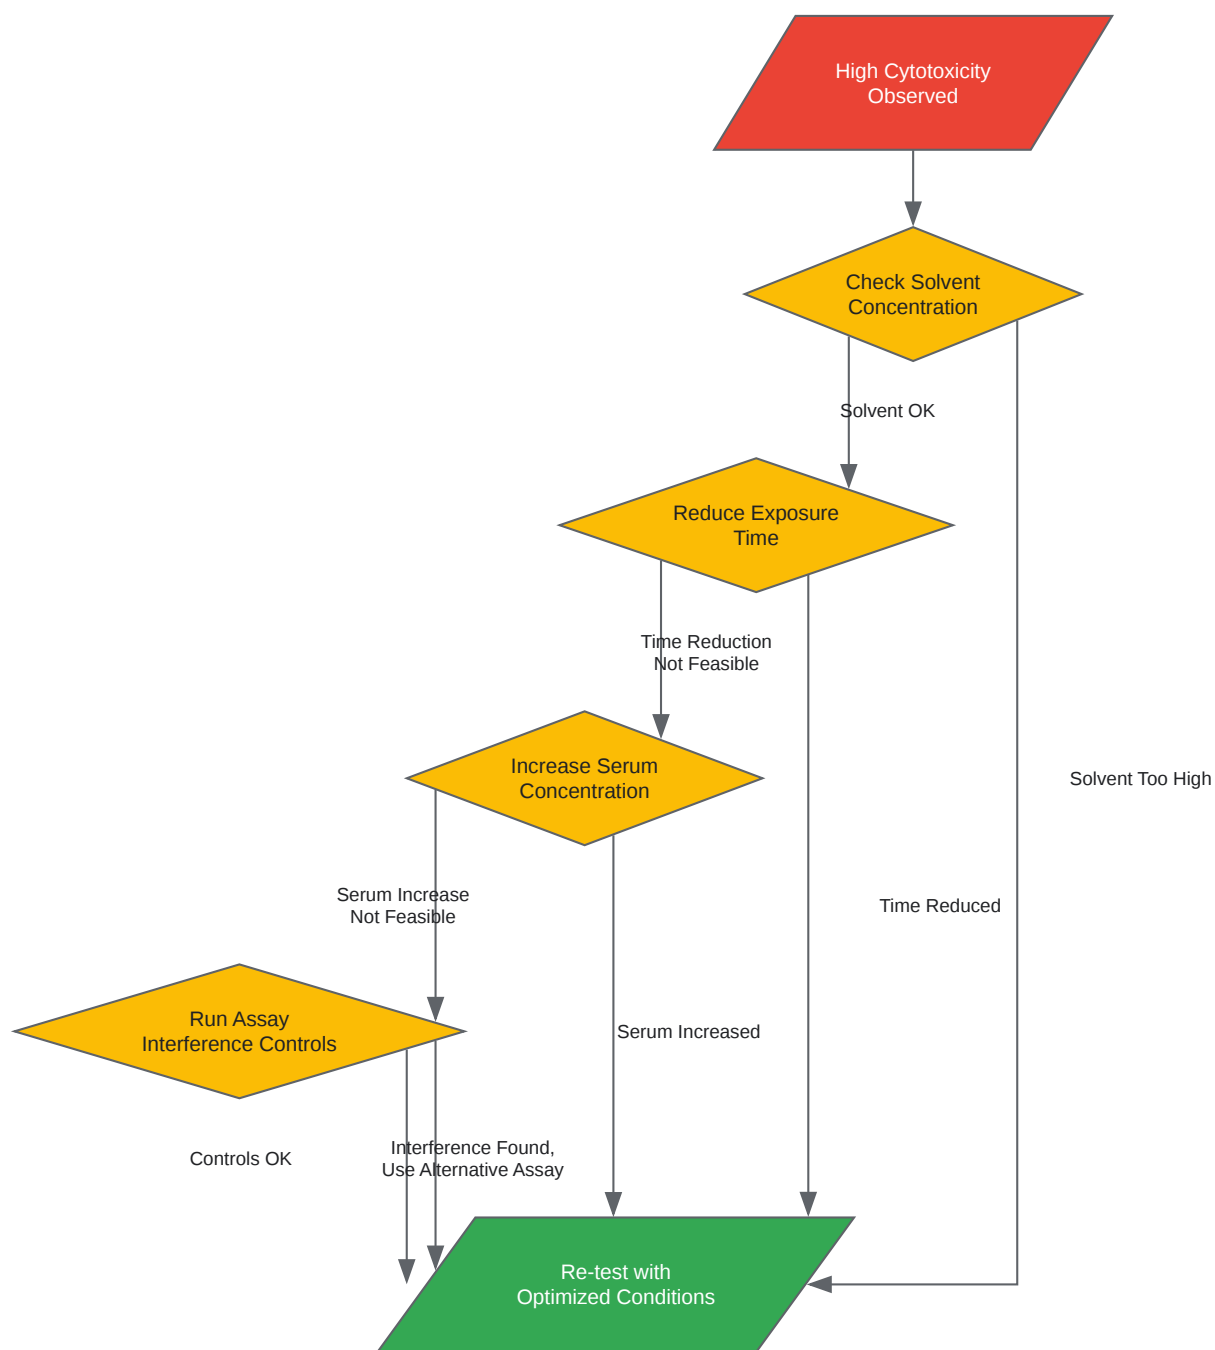 High Cytotoxicity
Observed
Check Solvent
Concentration
Solvent OK
Reduce Exposure
Time
Time Reduction
Not Feasible
Increase Serum
Concentration
Solvent Too High
Serum Increase
Not Feasible
Time Reduced
Run Assay
Interference Controls
Serum Increased
Controls OK
Interference Found,
Use Alternative Assay
Re-test with
Optimized Conditions